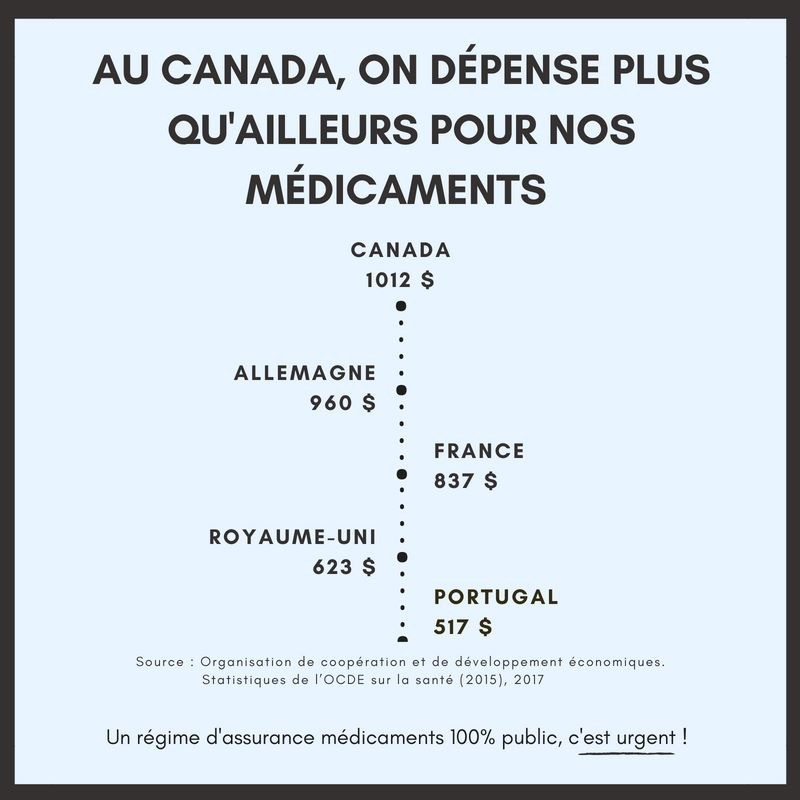 AU CANADA, ON DÉPENSE PLUS
QU'AILLEURS POUR NOS
MÉDICAMENTS
CANADA
1012 $
ALLEMAGNE
960 $
FRANCE
837 $
ROYAUME-UNI
623 $
PORTUGAL
517 $
Source : Organisation de coopération et de développement économiques.
Statistiques de l’OCDE sur la santé (2015), 2017
Un régime d'assurance médicaments 100% public, c'est urgent !